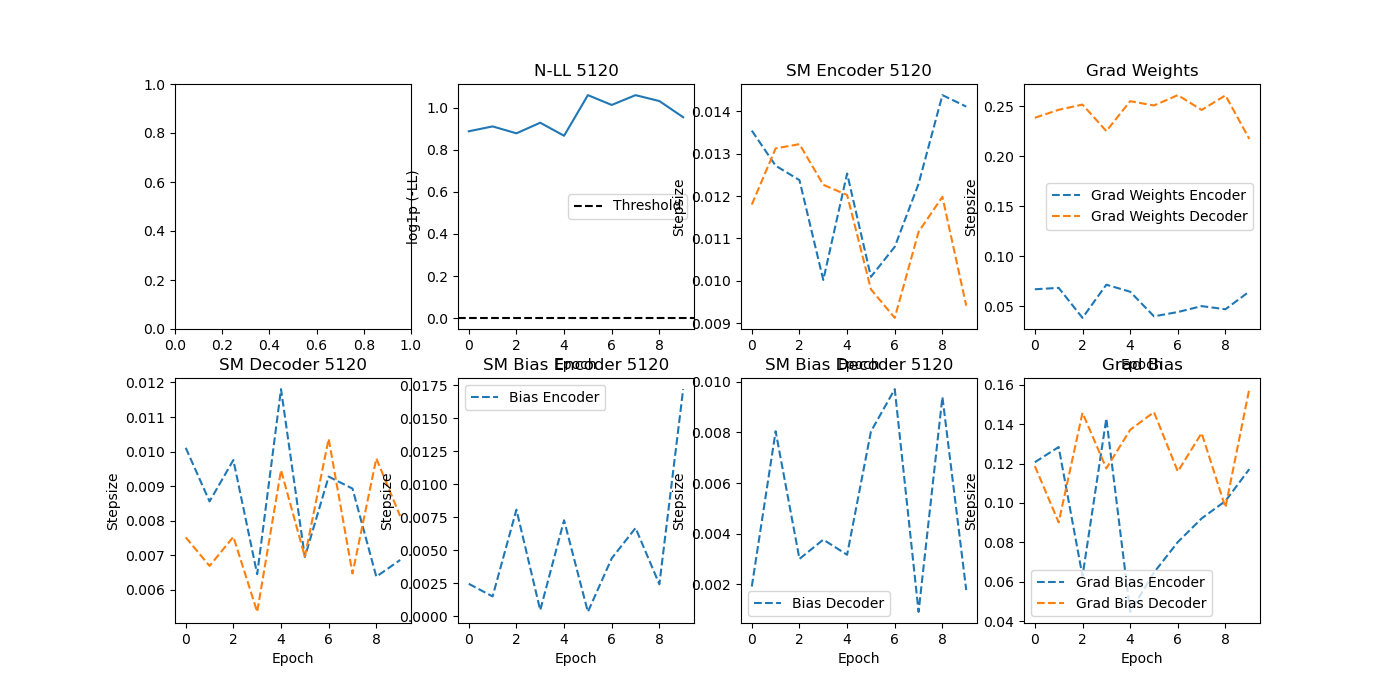 N-LL 5120
SM Encoder 5120
Grad Weights
1.0
0.8
0.6
0.4
0.2
0.0
0.0 0.2 0.4 0.6 0.8 1.0
log1p (-LL)
1.0
0.8
0.6
0.4
0.2
0.0
Threshold
0 2 4 6 8
Epoch
Stepsize
0.014
0.013
0.012
0.011
0.010
0.009
0 2 4 6 8
Epoch
Stepsize
0.25
0.20
0.15
0.10
0.05
Grad Weights Encoder
Grad Weights Decoder
0 2 4 6 8
Epoch
SM Decoder 5120
SM Bias Encoder 5120
SM Bias Decoder 5120
Grad Bias
Stepsize
0.012
0.011
0.010
0.009
0.008
0.007
0.006
0 2 4 6 8
Epoch
Stepsize
0.0175
0.0150
0.0125
0.0100
0.0075
0.0050
0.0025
0.0000
Bias Encoder
0 2 4 6 8
Epoch
Stepsize
0.010
0.008
0.006
0.004
0.002
Bias Decoder
0 2 4 6 8
Epoch
Stepsize
0.16
0.14
0.12
0.10
0.08
0.06
0.04
Grad Bias Encoder
Grad Bias Decoder
0 2 4 6 8
Epoch